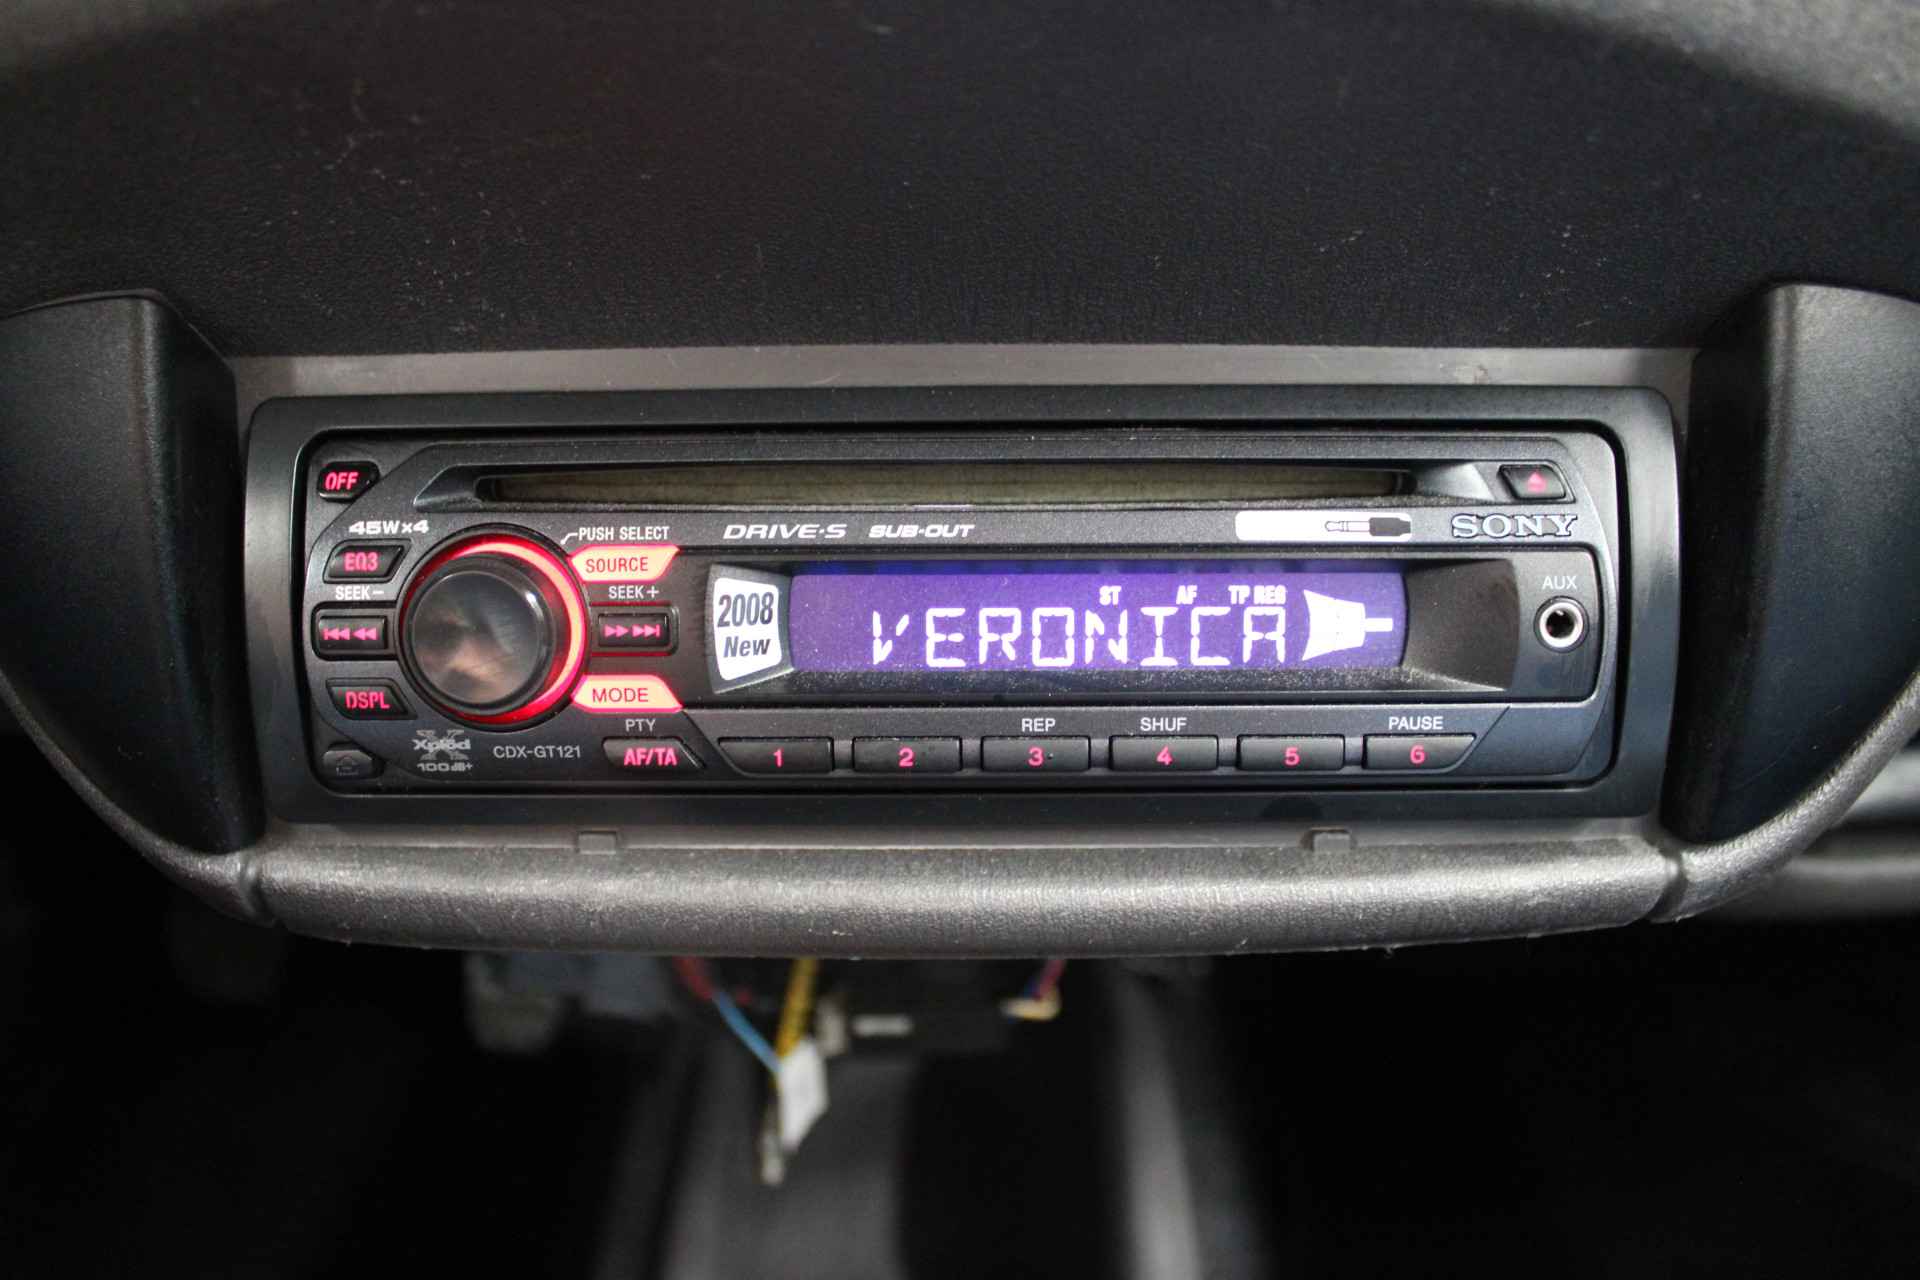 OFF
45W×4
PUSH SELECT
DRIVE·S SUB-OUT
SONY
EQ3
SOURCE
SEEK −
SEEK +
AUX
2008
New
ST AF TP REG
VERONICA
DSPL
MODE
PTY
REP SHUF PAUSE
Xplod
100dB+
CDX-GT121
AF/TA
1 2 3 4 5 6